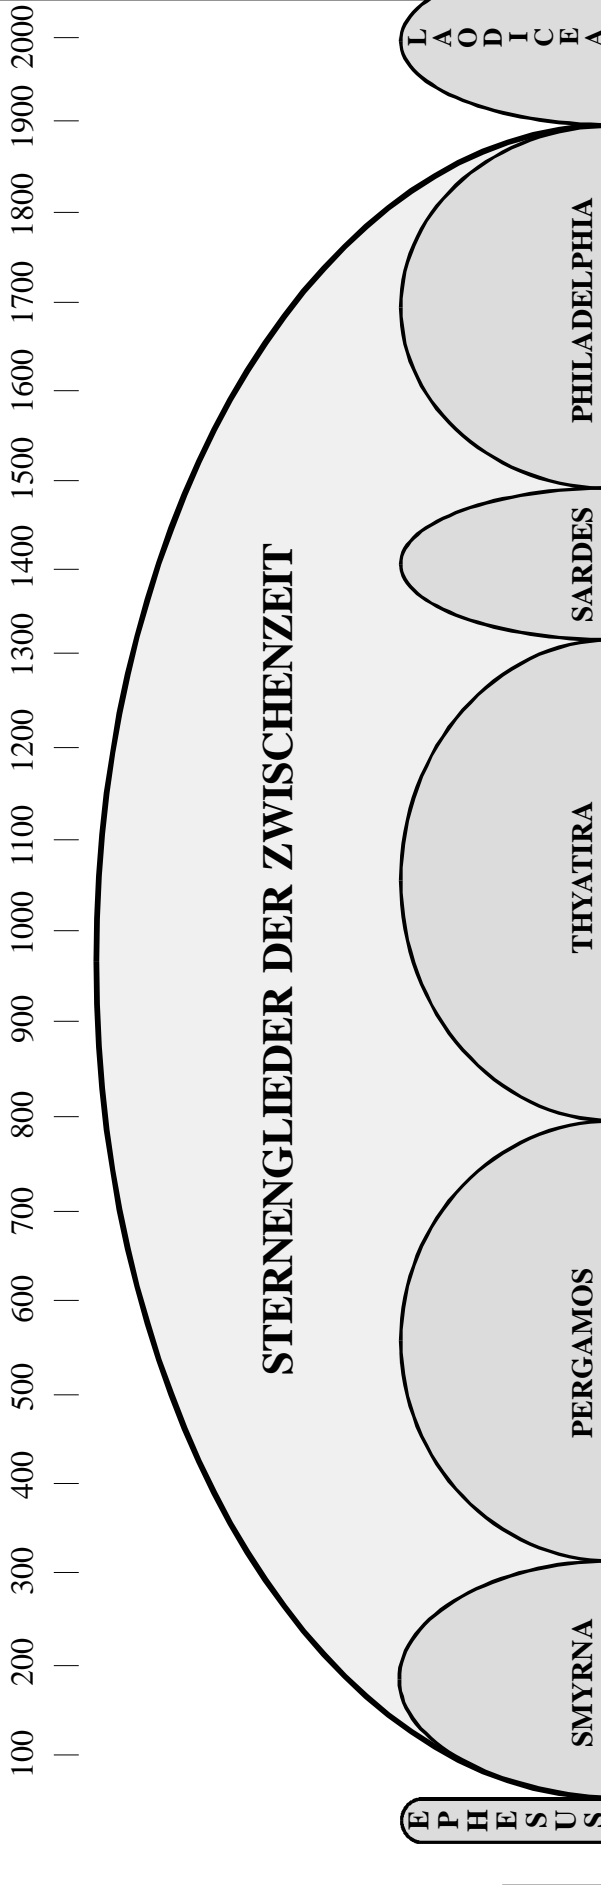 100 200 300 400 500 600 700 800 900 1000 1100 1200 1300 1400 1500 1600 1700 1800 1900 2000
STERNENGLIEDER DER ZWISCHENZEIT
EPHESUS
SMYRNA
PERGAMOS
THYATIRA
SARDES
PHILADELPHIA
LAODICEA